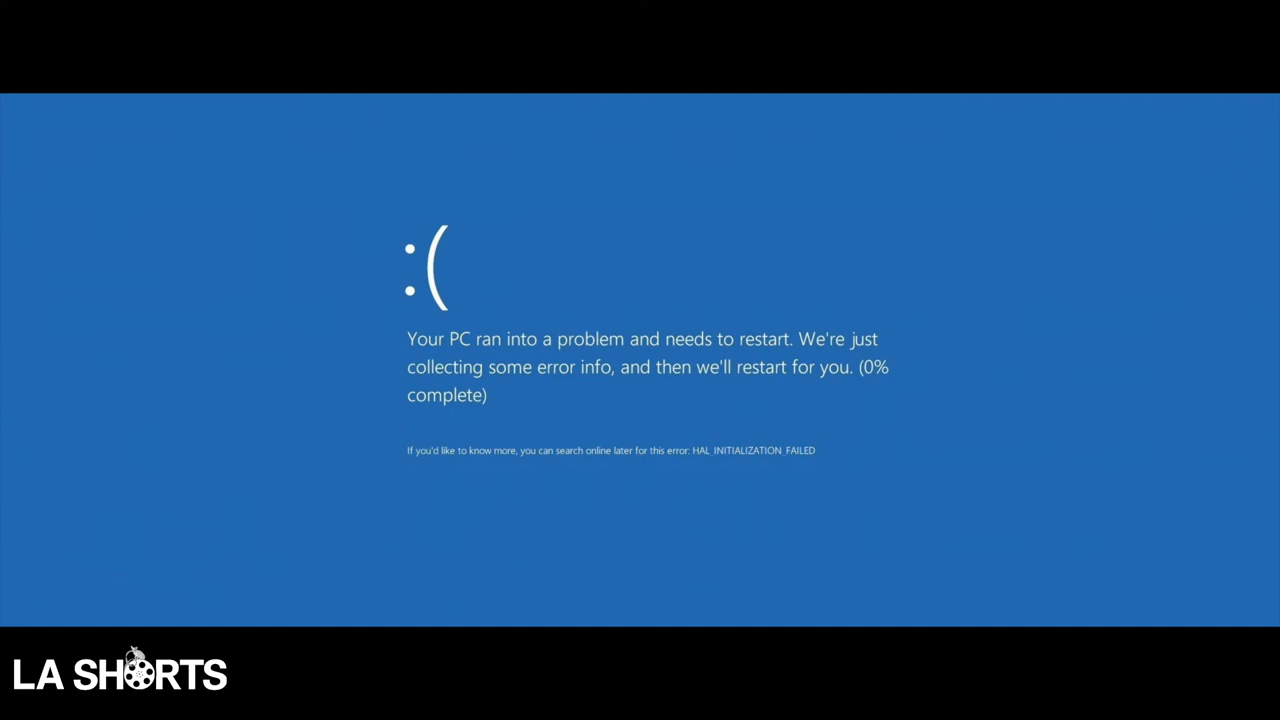 :(
Your PC ran into a problem and needs to restart. We're just
collecting some error info, and then we'll restart for you. (0%
complete)
If you'd like to know more, you can search online later for this error: HAL_INITIALIZATION_FAILED
LA SHORTS